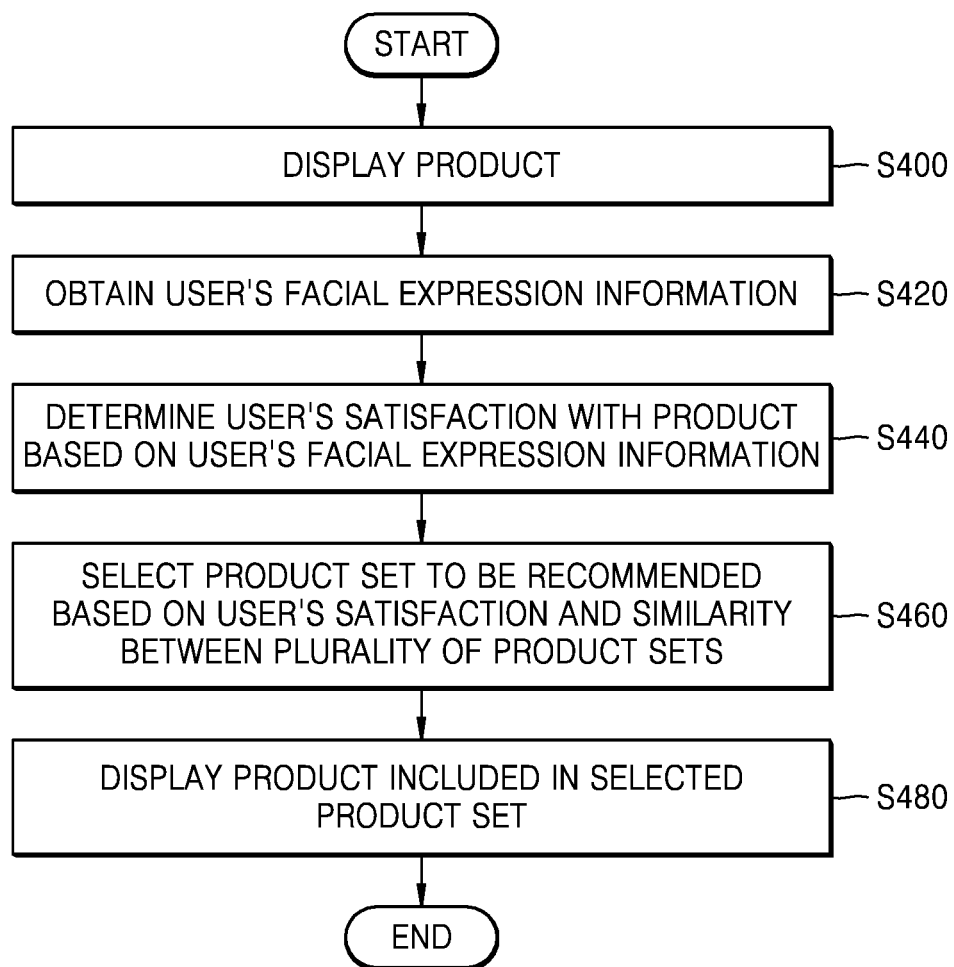 START
DISPLAY PRODUCT
S400
OBTAIN USER'S FACIAL EXPRESSION INFORMATION
S420
DETERMINE USER'S SATISFACTION WITH PRODUCT
BASED ON USER'S FACIAL EXPRESSION INFORMATION
S440
SELECT PRODUCT SET TO BE RECOMMENDED
BASED ON USER'S SATISFACTION AND SIMILARITY
BETWEEN PLURALITY OF PRODUCT SETS
S460
DISPLAY PRODUCT INCLUDED IN SELECTED
PRODUCT SET
S480
END